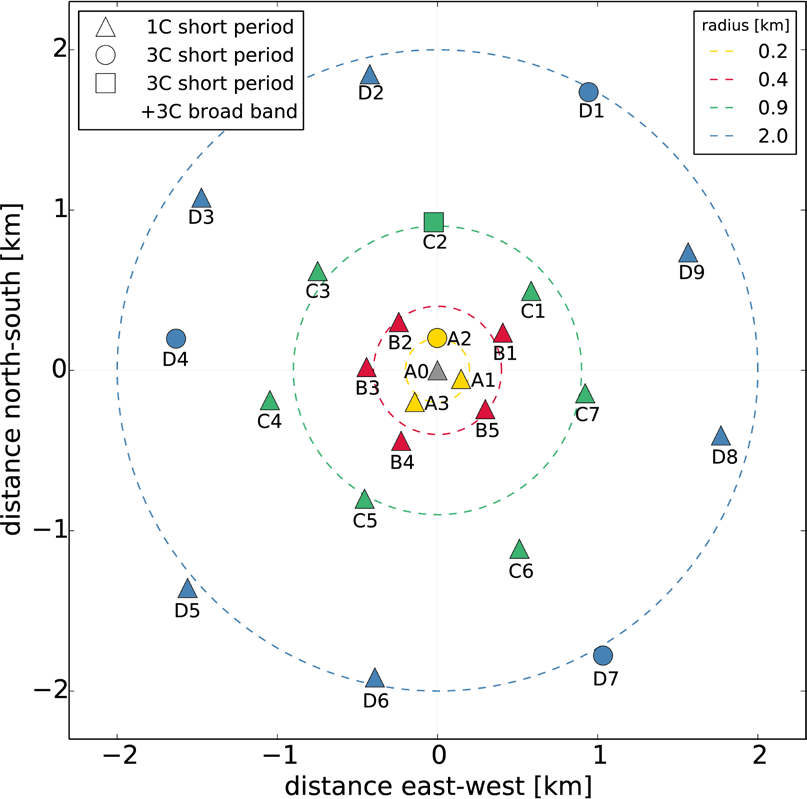 1C short period
3C short period
3C short period
+3C broad band
radius [km]
0.2
0.4
0.9
2.0
D2
D1
D3
D9
C2
C3
C1
B2
A2
B1
D4
A0
A1
B3
A3
C4
C7
B5
B4
D8
C5
C6
D5
D7
D6
2
1
0
−1
−2
distance north-south [km]
−2
−1
0
1
2
distance east-west [km]